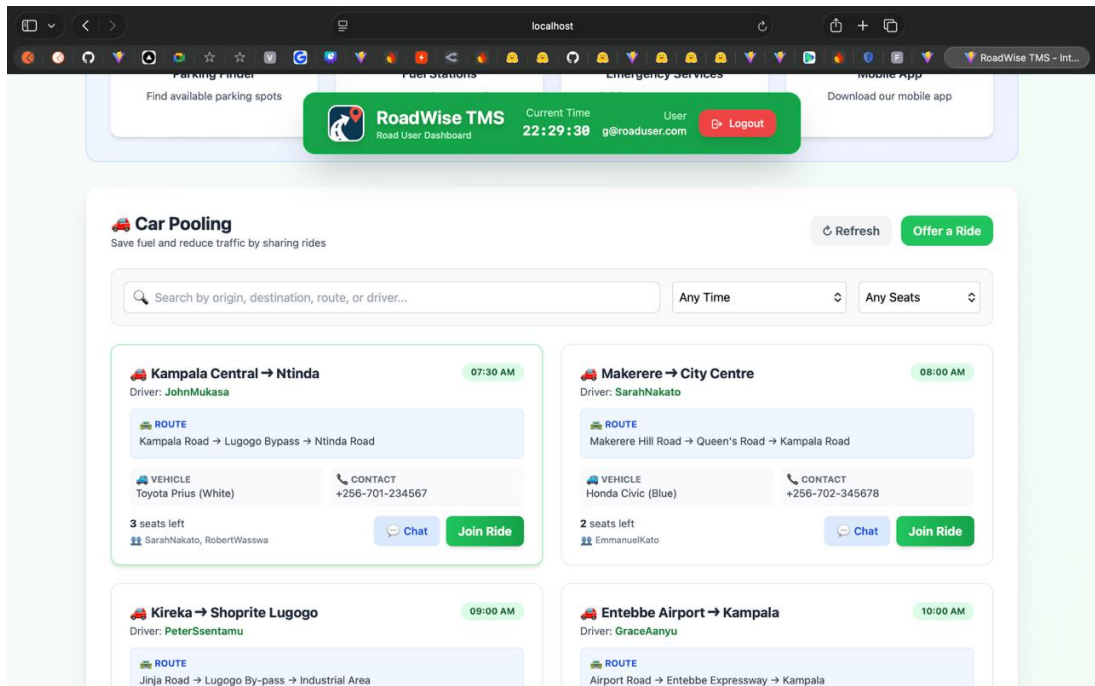 localhost
RoadWise TMS - Int...
Parking Finder
Fuel Stations
Emergency Services
Mobile App
Find available parking spots
Download our mobile app
RoadWise TMS
Road User Dashboard
Current Time
22:29:30
User
g@roaduser.com
Logout
Car Pooling
Save fuel and reduce traffic by sharing rides
Refresh
Offer a Ride
Search by origin, destination, route, or driver...
Any Time
Any Seats
Kampala Central → Ntinda
07:30 AM
Driver: JohnMukasa
ROUTE
Kampala Road → Lugogo Bypass → Ntinda Road
VEHICLE
Toyota Prius (White)
CONTACT
+256-701-234567
3 seats left
SarahNakato, RobertWasswa
Chat
Join Ride
Makerere → City Centre
08:00 AM
Driver: SarahNakato
ROUTE
Makerere Hill Road → Queen's Road → Kampala Road
VEHICLE
Honda Civic (Blue)
CONTACT
+256-702-345678
2 seats left
EmmanuelKato
Chat
Join Ride
Kireka → Shoprite Lugogo
09:00 AM
Driver: PeterSsentamu
ROUTE
Jinja Road → Lugogo By-pass → Industrial Area
Entebbe Airport → Kampala
10:00 AM
Driver: GraceAanyu
ROUTE
Airport Road → Entebbe Expressway → Kampala